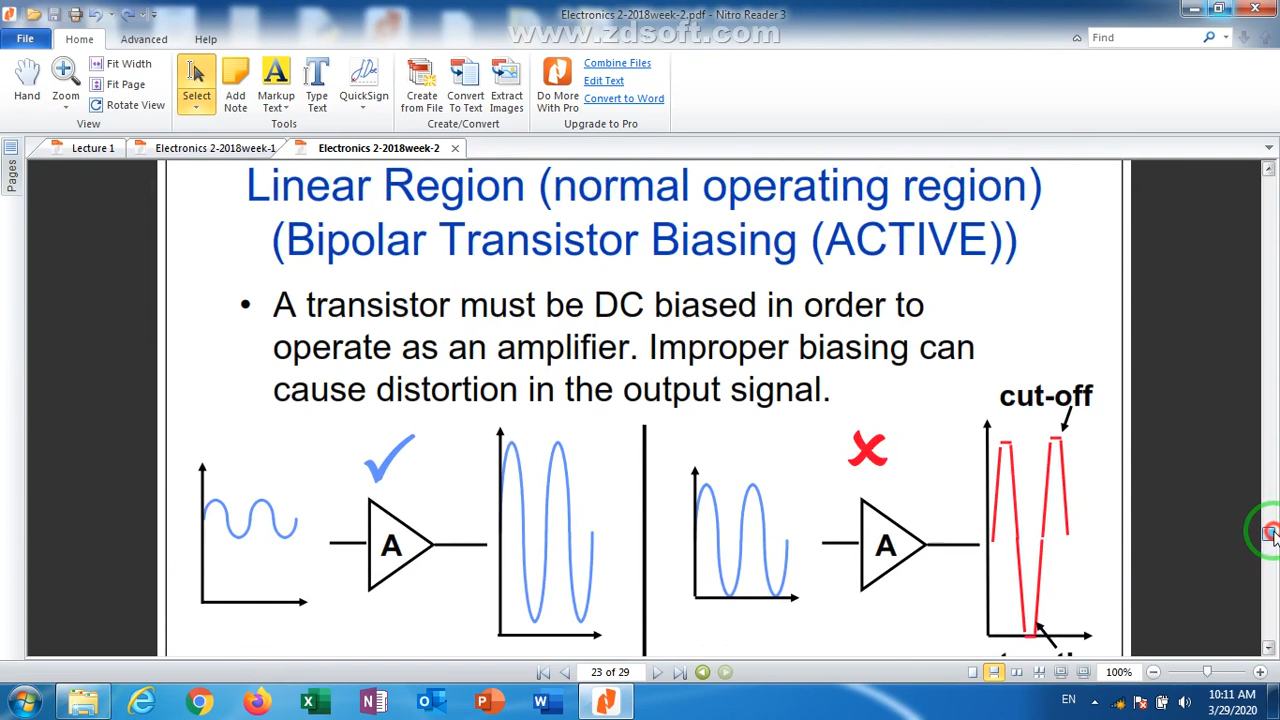 Electronics 2-2018week-2.pdf - Nitro Reader 3
www.zdsoft.com
File Home Advanced Help
Find
Hand
Zoom
Fit Width
Fit Page
Rotate View
View
Select
Add Note
Markup Text
Type Text
QuickSign
Tools
Create from File
Convert To Text
Extract Images
Create/Convert
Do More With Pro
Combine Files
Edit Text
Convert to Word
Upgrade to Pro
Lecture 1
Electronics 2-2018week-1
Electronics 2-2018week-2
Pages
Linear Region (normal operating region)
(Bipolar Transistor Biasing (ACTIVE))
• A transistor must be DC biased in order to
operate as an amplifier. Improper biasing can
cause distortion in the output signal.
cut-off
A
A
23 of 29
100%
EN
10:11 AM
3/29/2020